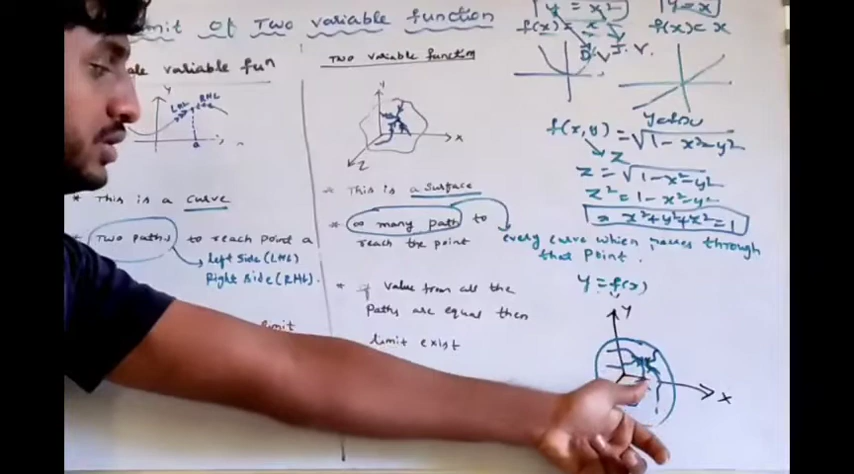 imit of Two variable function
variable fun
LHL RHL
Y
a
* This is a curve
Two paths to reach point a
left side (LHL)
Right side (RHL).
limit
Two variable function
Y
X
Z
* This is a surface
* ∞ many path to
reach the point
every curve which passes through
that point.
* if value from all the
Paths are equal then
limit exist
y = x²
y = x
f(x) = x²
f(x) = x
D.V I.V.
f(x,y) = √1-x²-y²
z
z = √1-x²-y²
z² = 1-x²-y²
= x²+y²+z²=1
y = f(x)
Y
X